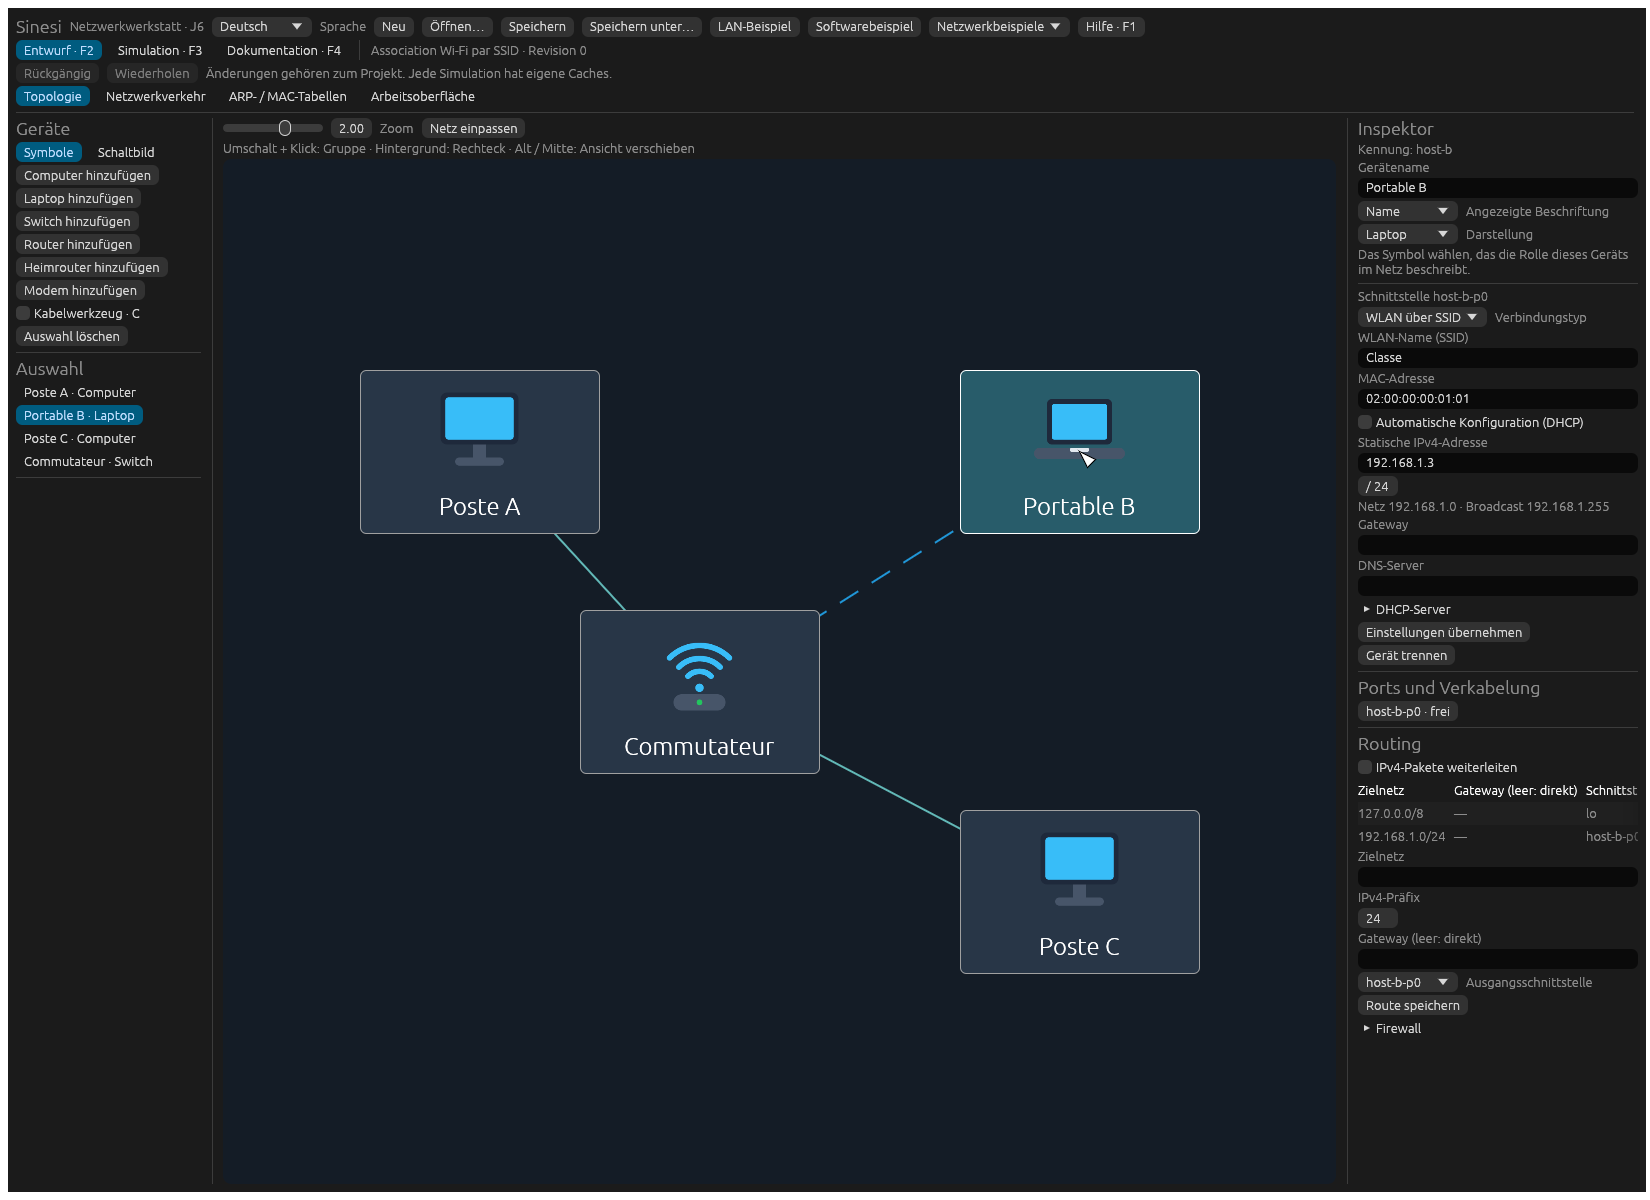 Sinesi Netzwerkwerkstatt · J6 Deutsch Sprache Neu Öffnen... Speichern Speichern unter... LAN-Beispiel Softwarebeispiel Netzwerkbeispiele Hilfe · F1
Entwurf · F2 Simulation · F3 Dokumentation · F4 Association Wi-Fi par SSID · Revision 0
Rückgängig Wiederholen Änderungen gehören zum Projekt. Jede Simulation hat eigene Caches.
Topologie Netzwerkverkehr ARP- / MAC-Tabellen Arbeitsoberfläche
Geräte
Symbole Schaltbild
Computer hinzufügen
Laptop hinzufügen
Switch hinzufügen
Router hinzufügen
Heimrouter hinzufügen
Modem hinzufügen
Kabelwerkzeug · C
Auswahl löschen
Auswahl
Poste A · Computer
Portable B · Laptop
Poste C · Computer
Commutateur · Switch
2.00 Zoom Netz einpassen
Umschalt + Klick: Gruppe · Hintergrund: Rechteck · Alt / Mitte: Ansicht verschieben
Poste A
Portable B
Commutateur
Poste C
Inspektor
Kennung: host-b
Gerätename
Portable B
Name Angezeigte Beschriftung
Laptop Darstellung
Das Symbol wählen, das die Rolle dieses Geräts
im Netz beschreibt.
Schnittstelle host-b-p0
WLAN über SSID Verbindungstyp
WLAN-Name (SSID)
Classe
MAC-Adresse
02:00:00:00:01:01
Automatische Konfiguration (DHCP)
Statische IPv4-Adresse
192.168.1.3
/ 24
Netz 192.168.1.0 · Broadcast 192.168.1.255
Gateway
DNS-Server
DHCP-Server
Einstellungen übernehmen
Gerät trennen
Ports und Verkabelung
host-b-p0 · frei
Routing
IPv4-Pakete weiterleiten
Zielnetz Gateway (leer: direkt) Schnittst
127.0.0.0/8 — lo
192.168.1.0/24 — host-b-p0
Zielnetz
IPv4-Präfix
24
Gateway (leer: direkt)
host-b-p0 Ausgangsschnittstelle
Route speichern
Firewall